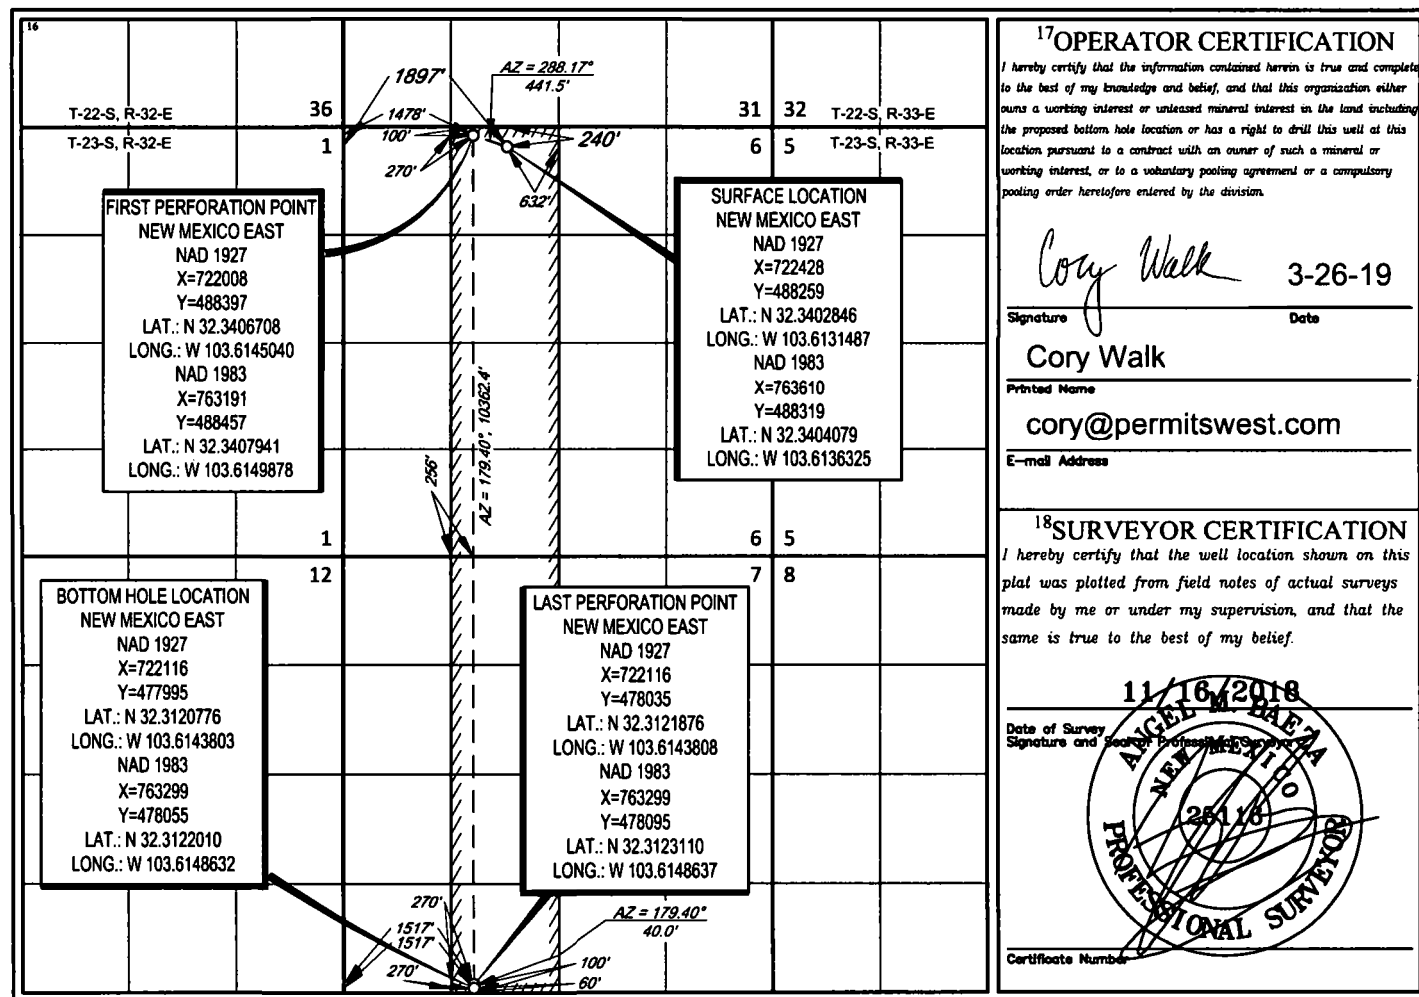 16
1897'
AZ = 288.17°
441.5'
T-22-S, R-32-E
36
1478'
31
32
T-22-S, R-33-E
T-23-S, R-32-E
1
100'
240'
6
5
T-23-S, R-33-E
270'
632'
FIRST PERFORATION POINT
NEW MEXICO EAST
NAD 1927
X=722008
Y=488397
LAT.: N 32.3406708
LONG.: W 103.6145040
NAD 1983
X=763191
Y=488457
LAT.: N 32.3407941
LONG.: W 103.6149878
SURFACE LOCATION
NEW MEXICO EAST
NAD 1927
X=722428
Y=488259
LAT.: N 32.3402846
LONG.: W 103.6131487
NAD 1983
X=763610
Y=488319
LAT.: N 32.3404079
LONG.: W 103.6136325
256'
AZ = 179.40°, 10362.4'
1
6
5
12
7
8
BOTTOM HOLE LOCATION
NEW MEXICO EAST
NAD 1927
X=722116
Y=477995
LAT.: N 32.3120776
LONG.: W 103.6143803
NAD 1983
X=763299
Y=478055
LAT.: N 32.3122010
LONG.: W 103.6148632
LAST PERFORATION POINT
NEW MEXICO EAST
NAD 1927
X=722116
Y=478035
LAT.: N 32.3121876
LONG.: W 103.6143808
NAD 1983
X=763299
Y=478095
LAT.: N 32.3123110
LONG.: W 103.6148637
270'
1517'
1517'
270'
AZ = 179.40°
40.0'
100'
60'
17 OPERATOR CERTIFICATION
I hereby certify that the information contained herein is true and complete
to the best of my knowledge and belief, and that this organization either
owns a working interest or unleased mineral interest in the land including
the proposed bottom hole location or has a right to drill this well at this
location pursuant to a contract with an owner of such a mineral or
working interest, or to a voluntary pooling agreement or a compulsory
pooling order heretofore entered by the division.
Cory Walk
3-26-19
Signature
Date
Cory Walk
Printed Name
cory@permitswest.com
E-mail Address
18 SURVEYOR CERTIFICATION
I hereby certify that the well location shown on this
plat was plotted from field notes of actual surveys
made by me or under my supervision, and that the
same is true to the best of my belief.
11/16/2018
Date of Survey
Signature and Seal of Professional Surveyor
ANGEL M. BAEZA
NEW MEXICO
25116
PROFESSIONAL SURVEYOR
Certificate Number